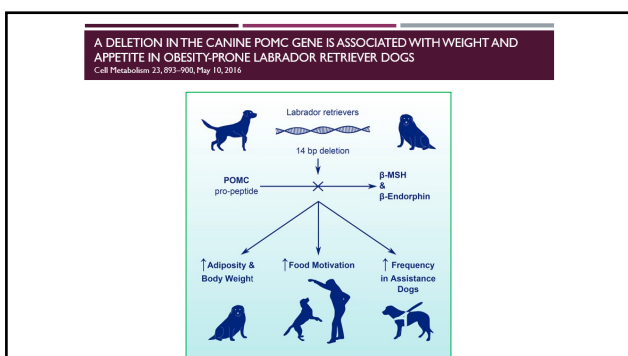 A DELETION IN THE CANINE POMC GENE IS ASSOCIATED WITH WEIGHT AND
APPETITE IN OBESITY-PRONE LABRADOR RETRIEVER DOGS
Cell Metabolism 23, 893–900, May 10, 2016
Labrador retrievers
14 bp deletion
POMC
pro-peptide
β-MSH
&
β-Endorphin
↑Adiposity &
Body Weight
↑Food Motivation
↑ Frequency
in Assistance
Dogs